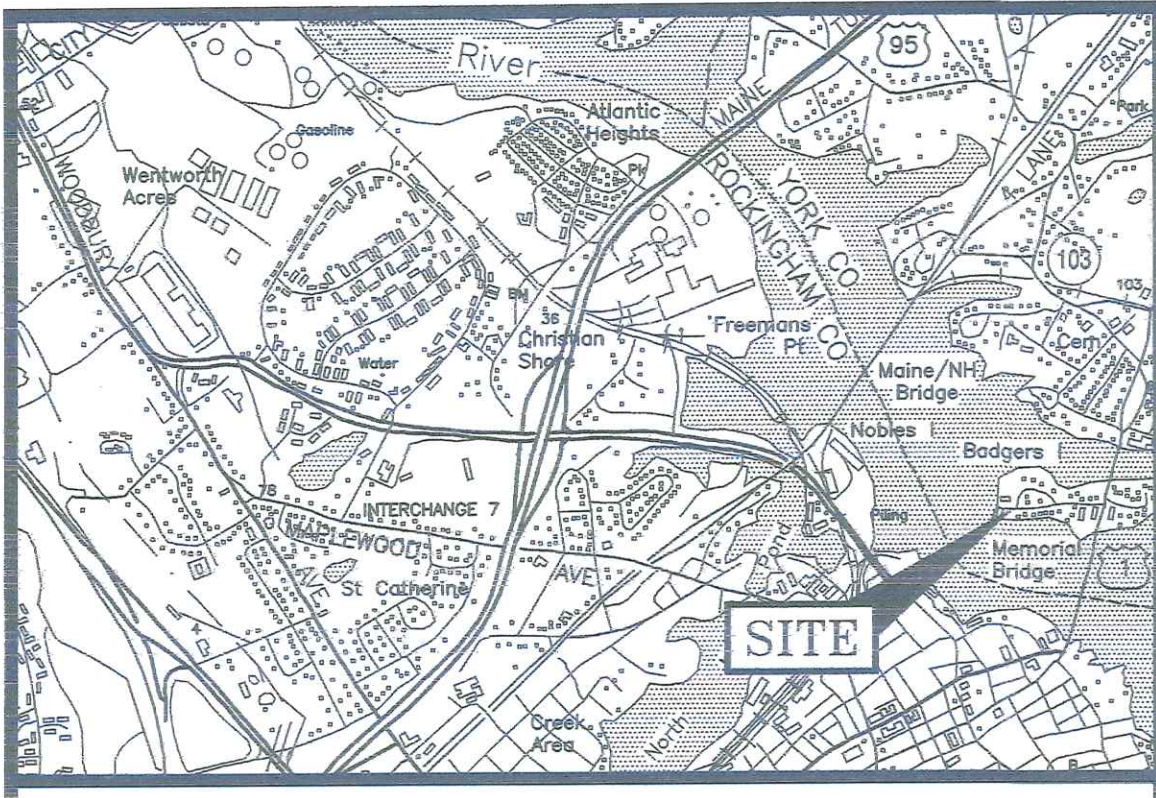 CITY
River
95
MAINE
Atlantic
Heights
Gasoline
Park
52
Pk
LANE
Wentworth
Acres
ROCKINGHAM CO
YORK CO
WOODBURY
103
103
BM
36
Christian
Shore
Freemans
Pt
Cem
Water
Maine/NH
Bridge
Nobles I
Badgers I
78
INTERCHANGE 7
Piling
MAPLEWOOD
AVE
Pond
Memorial
Bridge
1
AVE
St Catherine
SITE
Creek
Area
North